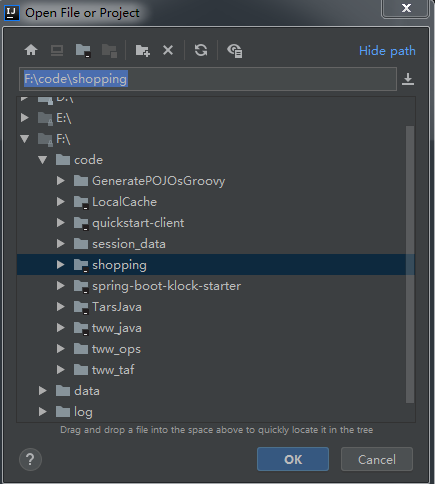 IJ Open File or Project
Hide path
F:\code\shopping
D:\
E:\
F:\
code
GeneratePOJOsGroovy
LocalCache
quickstart-client
session_data
shopping
spring-boot-klock-starter
TarsJava
tww_java
tww_ops
tww_taf
data
log
Drag and drop a file into the space above to quickly locate it in the tree
?
OK
Cancel